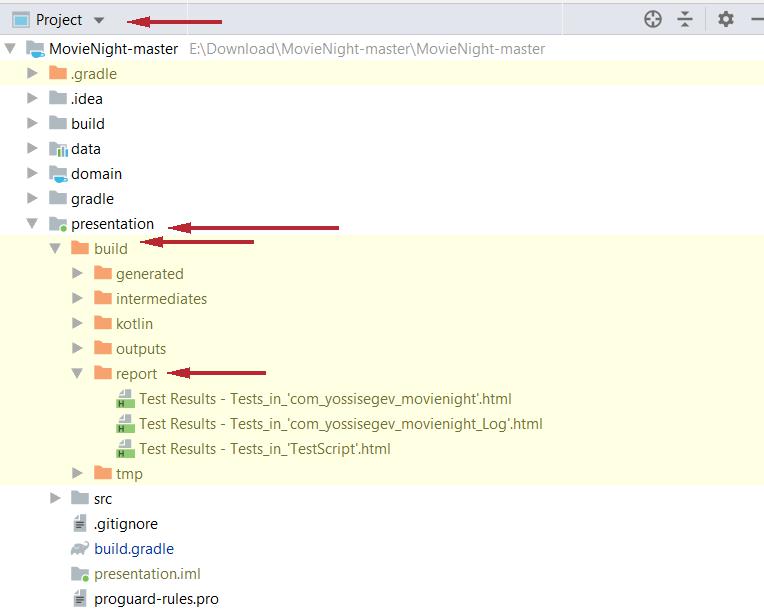 Project
MovieNight-master E:\Download\MovieNight-master\MovieNight-master
.gradle
.idea
build
data
domain
gradle
presentation
build
generated
intermediates
kotlin
outputs
report
Test Results - Tests_in_'com_yossisegev_movienight'.html
Test Results - Tests_in_'com_yossisegev_movienight_Log'.html
Test Results - Tests_in_'TestScript'.html
tmp
src
.gitignore
build.gradle
presentation.iml
proguard-rules.pro